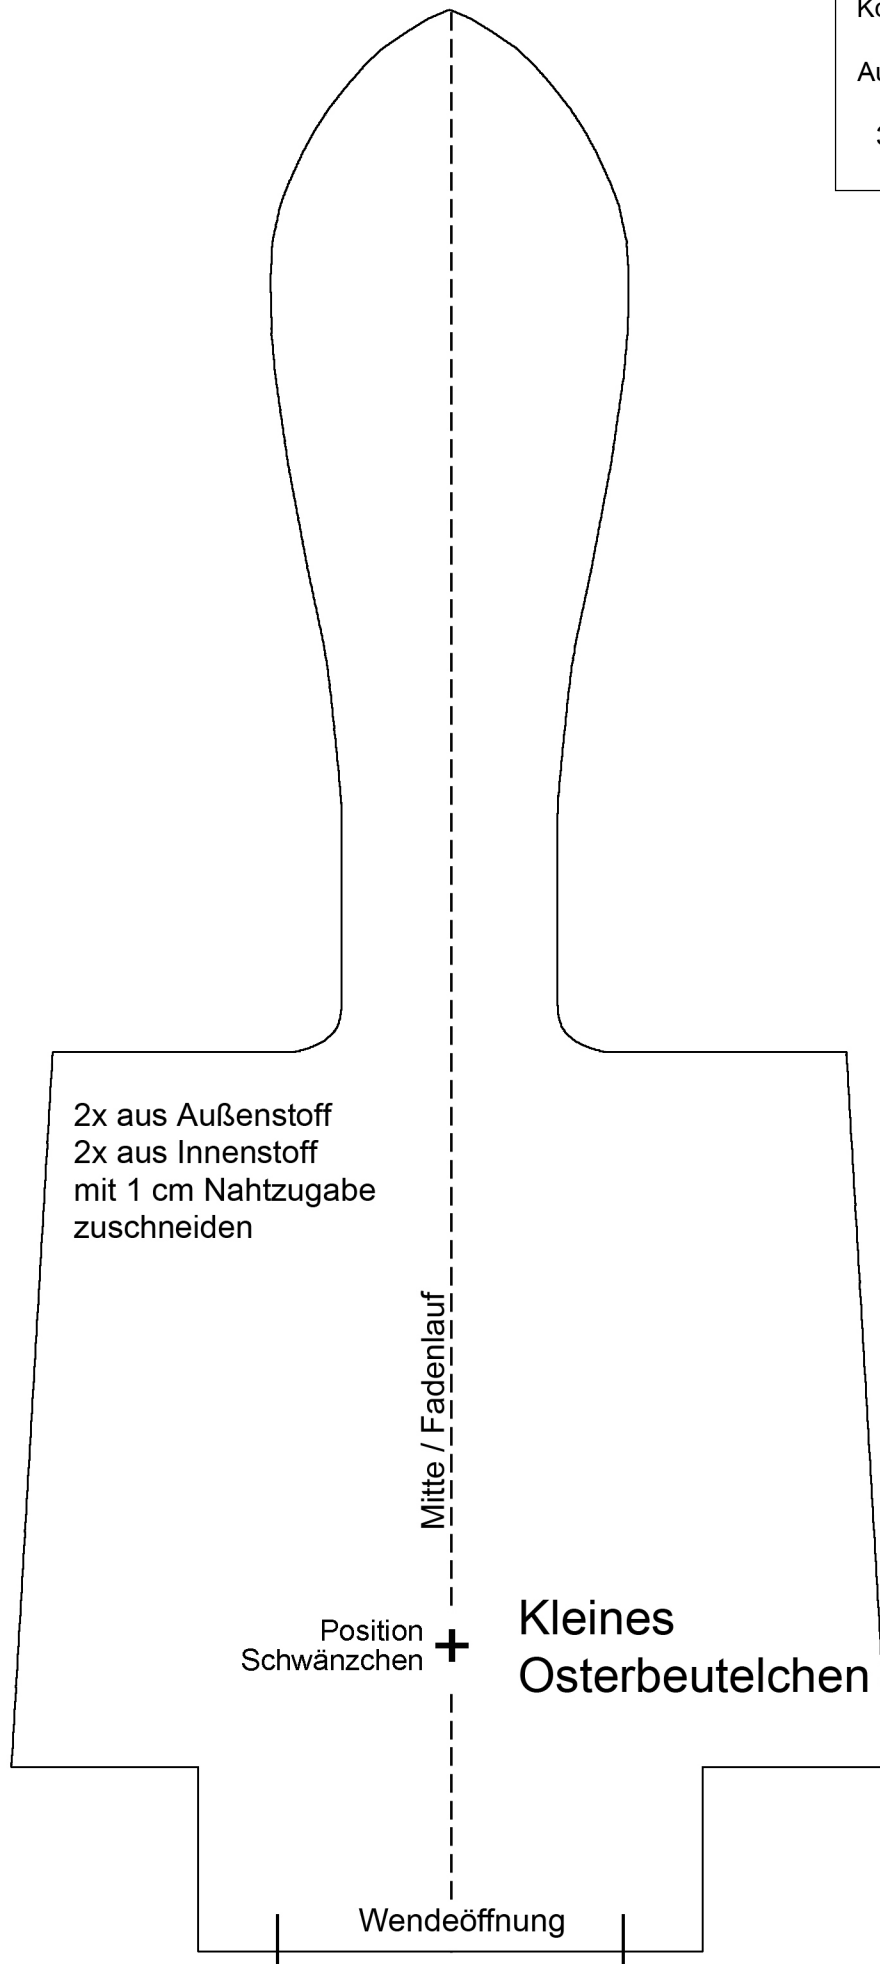 2x aus Außenstoff
2x aus Innenstoff
mit 1 cm Nahtzugabe
zuschneiden
Mitte / Fadenlauf
Position
Schwänzchen
Kleines
Osterbeutelchen
Wendeöffnung